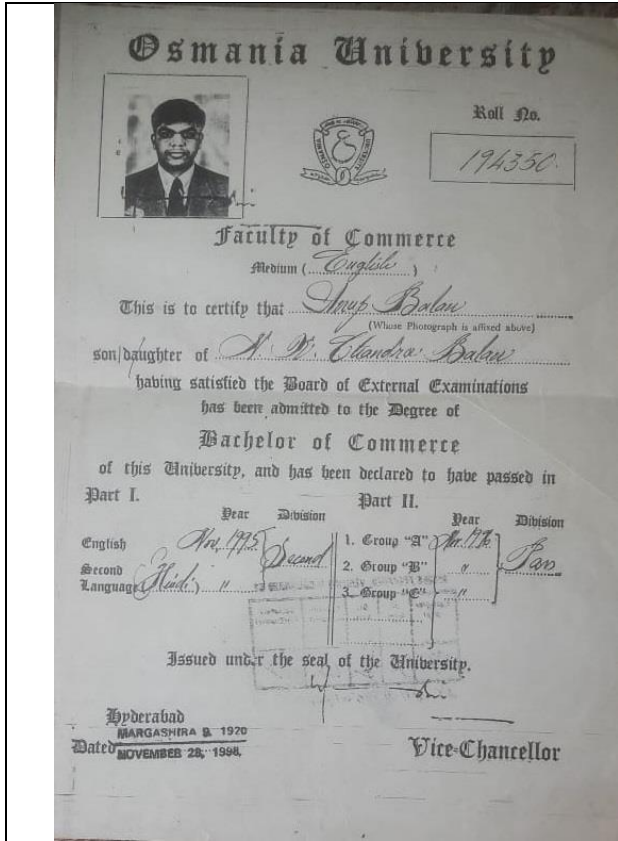 Osmania University
Roll No.
194350.
Faculty of Commerce
Medium (English)
This is to certify that Anup Balan
(Whose Photograph is affixed above)
son/daughter of N. Chandra Balan
having satisfied the Board of External Examinations
has been admitted to the Degree of
Bachelor of Commerce
of this University, and has been declared to have passed in
Part I. Part II.
Year Division Year Division
English Nov. 1995 Second 1. Group "A" Pass
Second 2. Group "B" "
Language (Hindi) " 3. Group "C" "
Issued under the seal of the University.
Hyderabad
MARGASHIRA 1920
Dated NOVEMBER 28, 1998.
Vice-Chancellor